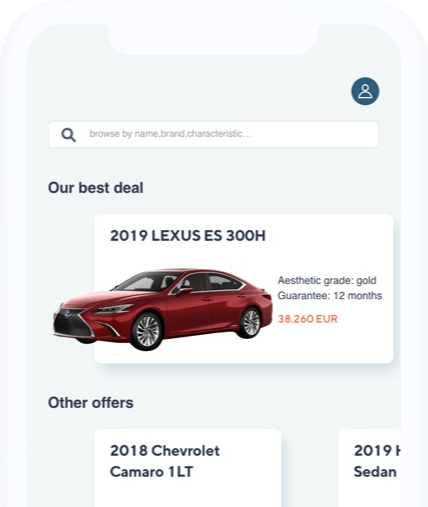 browse by name,brand,characteristic...
Our best deal
2019 LEXUS ES 300H
Aesthetic grade: gold
Guarantee: 12 months
38.260 EUR
Other offers
2018 Chevrolet
Camaro 1LT
2019
Sedan